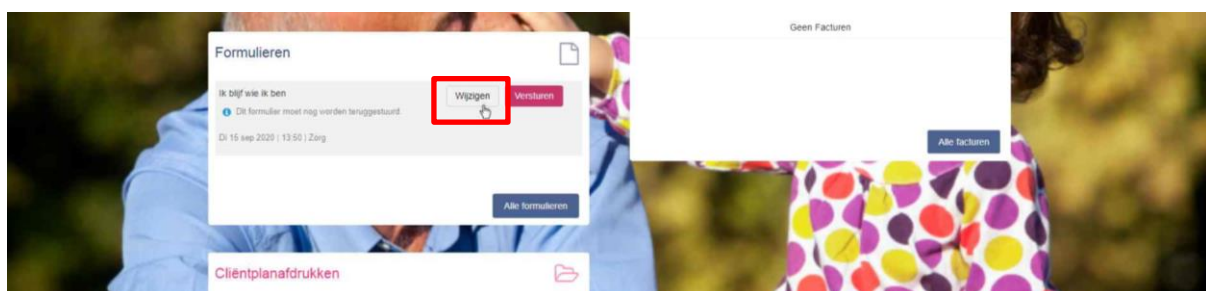 Formulieren
Ik blijf wie ik ben
Wijzigen
Versturen
Dit formulier moet nog worden teruggestuurd.
Di 15 sep 2020 | 13:50 | Zorg
Alle formulieren
Cliëntplanafdrukken
Geen Facturen
Alle facturen